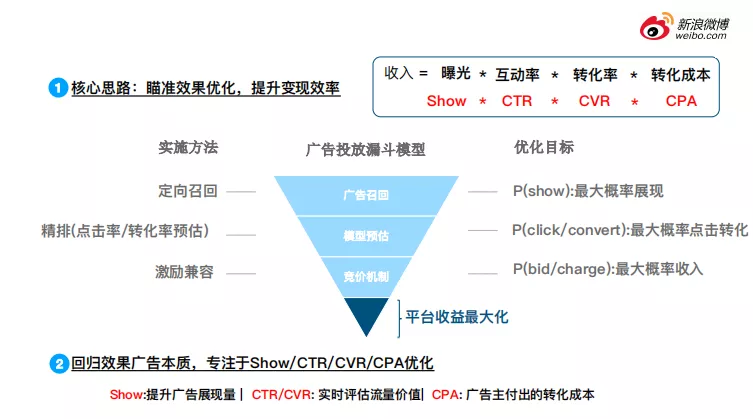 新浪微博
weibo.com
1 核心思路：瞄准效果优化，提升变现效率
收入 = 曝光 * 互动率 * 转化率 * 转化成本
Show * CTR * CVR * CPA
实施方法 广告投放漏斗模型 优化目标
定向召回 广告召回 P(show):最大概率展现
精排(点击率/转化率预估) 模型预估 P(click/convert):最大概率点击转化
激励兼容 竞价机制 P(bid/charge):最大概率收入
平台收益最大化
2 回归效果广告本质，专注于Show/CTR/CVR/CPA优化
Show:提升广告展现量 | CTR/CVR: 实时评估流量价值| CPA: 广告主付出的转化成本